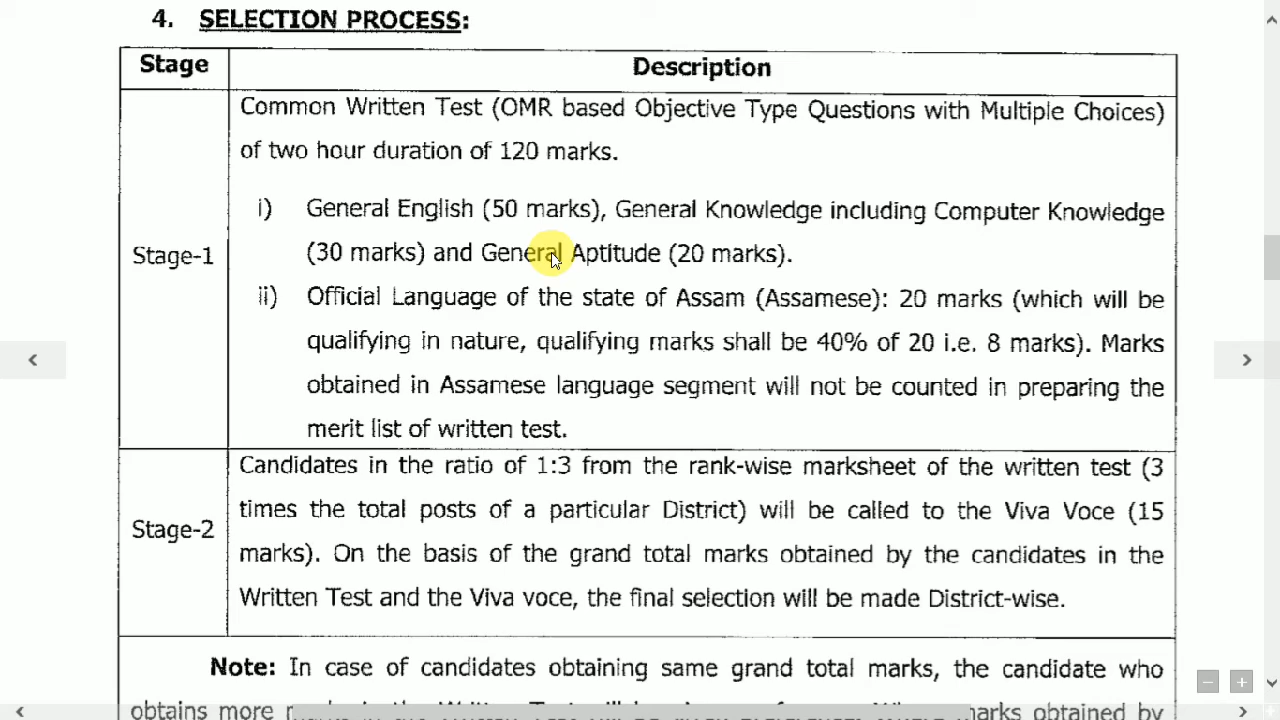 4. SELECTION PROCESS:
Stage Description
Common Written Test (OMR based Objective Type Questions with Multiple Choices)
of two hour duration of 120 marks.
i) General English (50 marks), General Knowledge including Computer Knowledge
(30 marks) and General Aptitude (20 marks).
Stage-1
ii) Official Language of the state of Assam (Assamese): 20 marks (which will be
qualifying in nature, qualifying marks shall be 40% of 20 i.e. 8 marks). Marks
obtained in Assamese language segment will not be counted in preparing the
merit list of written test.
Candidates in the ratio of 1:3 from the rank-wise marksheet of the written test (3
times the total posts of a particular District) will be called to the Viva Voce (15
Stage-2
marks). On the basis of the grand total marks obtained by the candidates in the
Written Test and the Viva voce, the final selection will be made District-wise.
Note: In case of candidates obtaining same grand total marks, the candidate who
obtains more marks obtained by